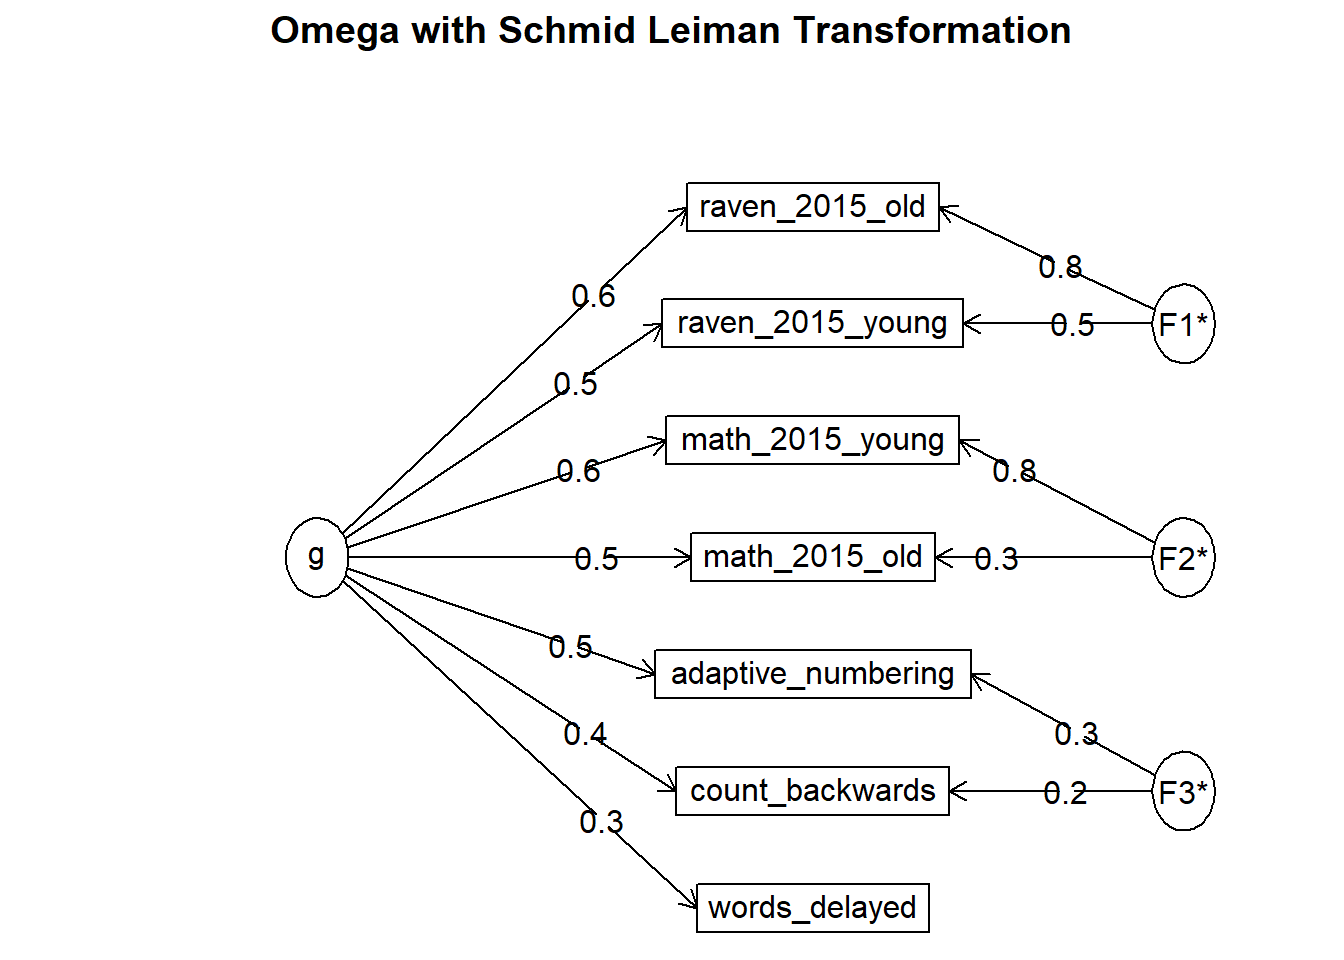 Omega with Schmid Leiman Transformation
raven_2015_old
0.6
0.8
raven_2015_young
0.5
F1*
0.5
math_2015_young
0.6
0.8
g
0.5
math_2015_old
0.3
F2*
0.5
adaptive_numbering
0.4
0.3
count_backwards
0.2
F3*
0.3
words_delayed